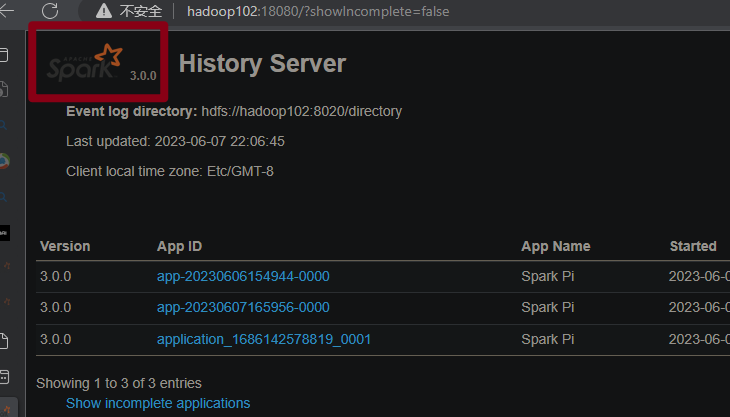 不安全 hadoop102:18080/?showIncomplete=false
APACHE Spark 3.0.0 History Server
Event log directory: hdfs://hadoop102:8020/directory
Last updated: 2023-06-07 22:06:45
Client local time zone: Etc/GMT-8
Version App ID App Name Started
3.0.0 app-20230606154944-0000 Spark Pi 2023-06-0
3.0.0 app-20230607165956-0000 Spark Pi 2023-06-0
3.0.0 application_1686142578819_0001 Spark Pi 2023-06-0
Showing 1 to 3 of 3 entries
Show incomplete applications